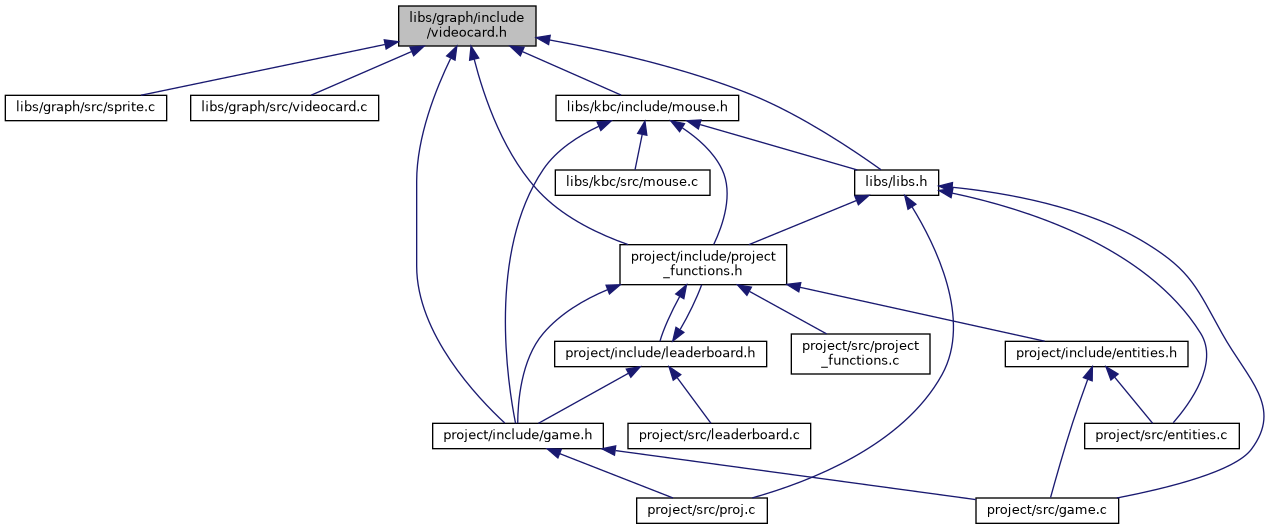 libs/graph/include
/videocard.h
libs/graph/src/sprite.c
libs/graph/src/videocard.c
libs/kbc/include/mouse.h
libs/kbc/src/mouse.c
libs/libs.h
project/include/project
_functions.h
project/include/leaderboard.h
project/src/project
_functions.c
project/include/entities.h
project/include/game.h
project/src/leaderboard.c
project/src/entities.c
project/src/proj.c
project/src/game.c